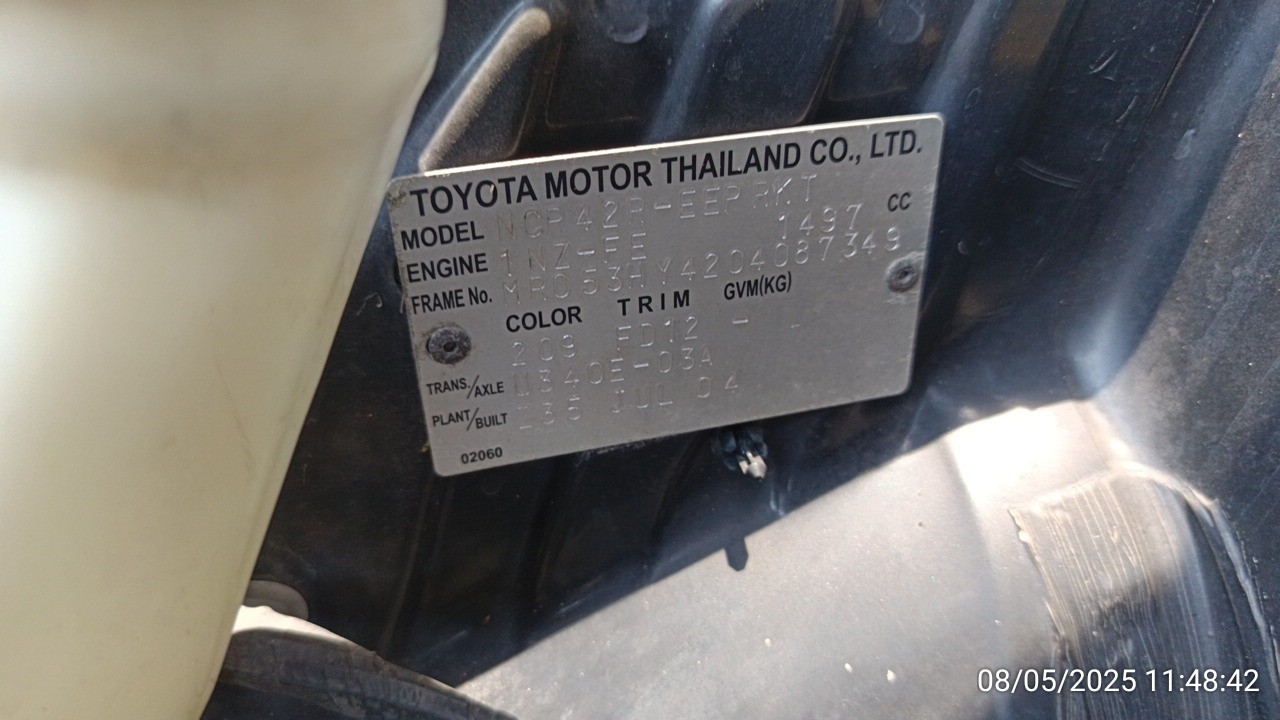 TOYOTA MOTOR THAILAND CO., LTD.
MODEL NCP42R-EEPRKT
ENGINE 1NZ-FE 1497 CC
FRAME No. MR053HY4204087349
COLOR TRIM GVM(KG)
209 FD12 -
TRANS./AXLE U340E-03A
PLANT/BUILT JUL 04
02060
08/05/2025 11:48:42